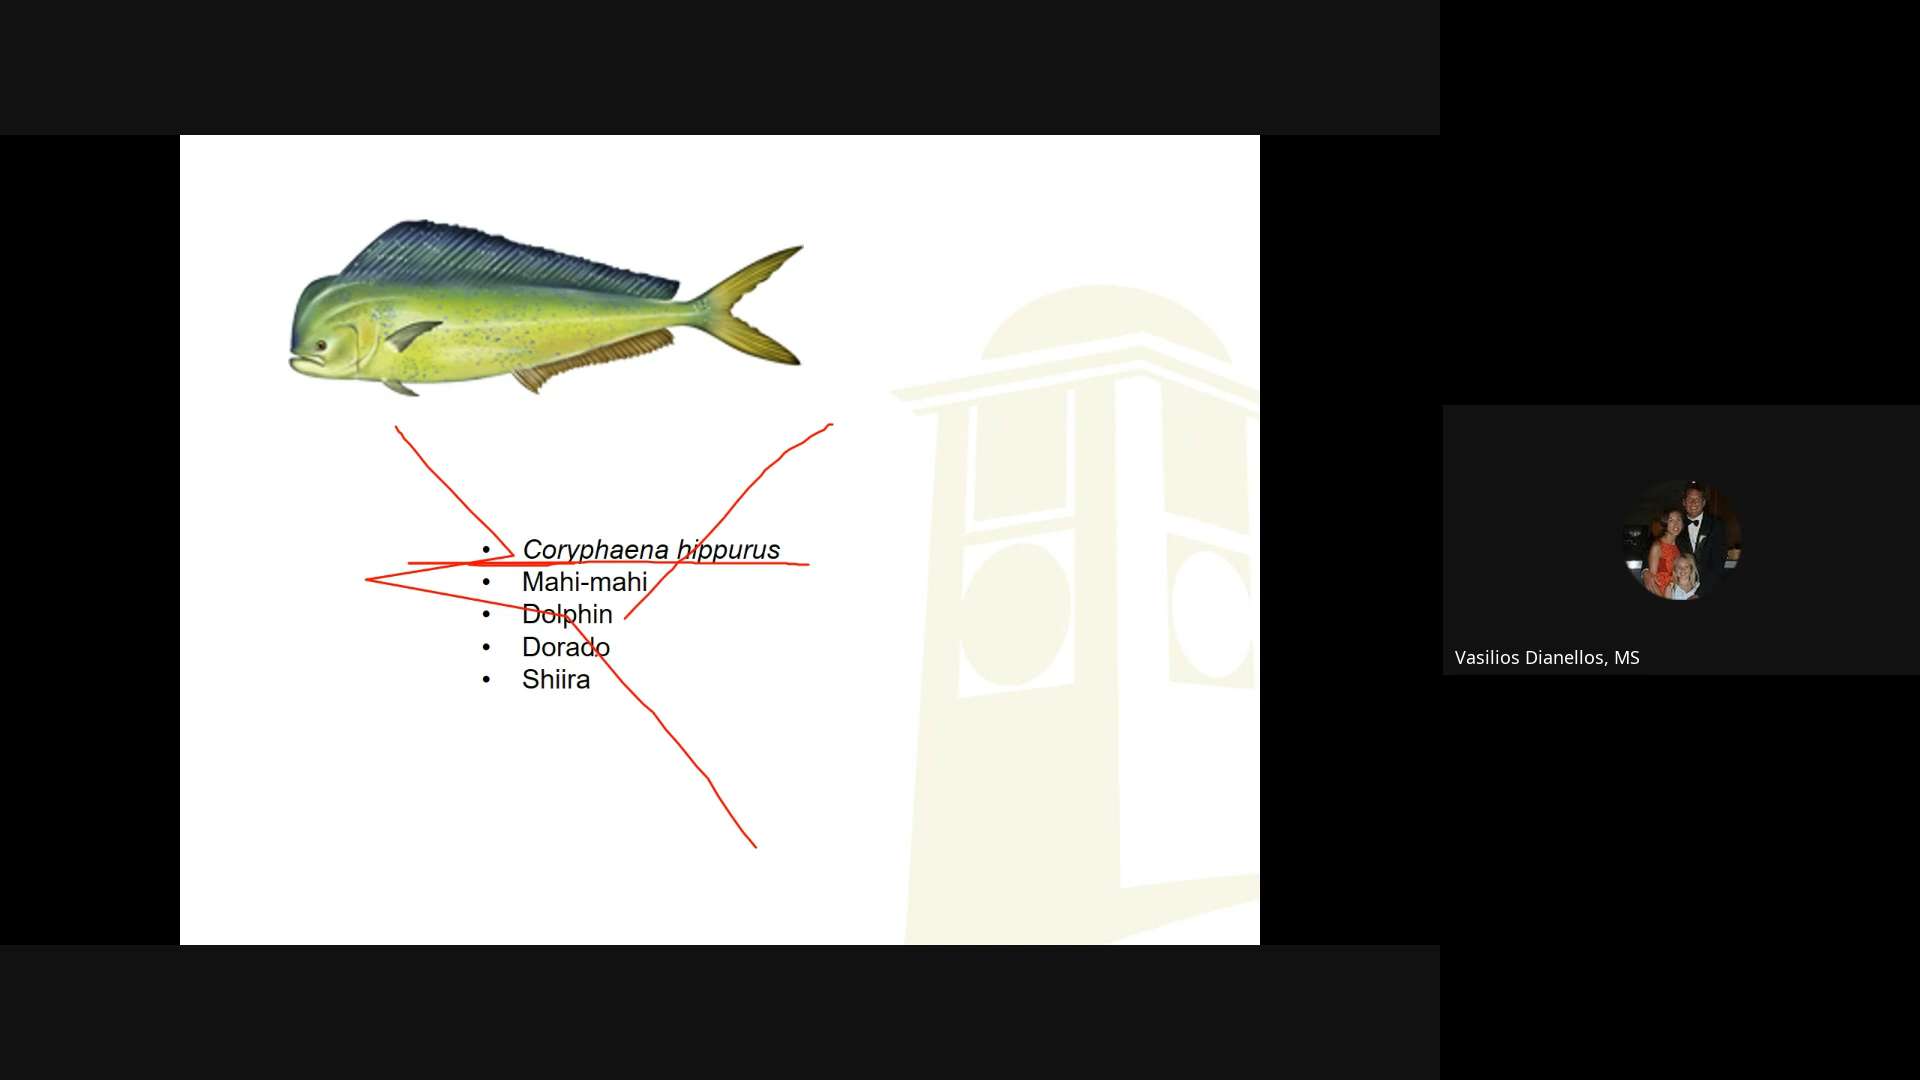 • Coryphaena hippurus
• Mahi-mahi
• Dolphin
• Dorado
• Shiira
Vasilios Dianellos, MS